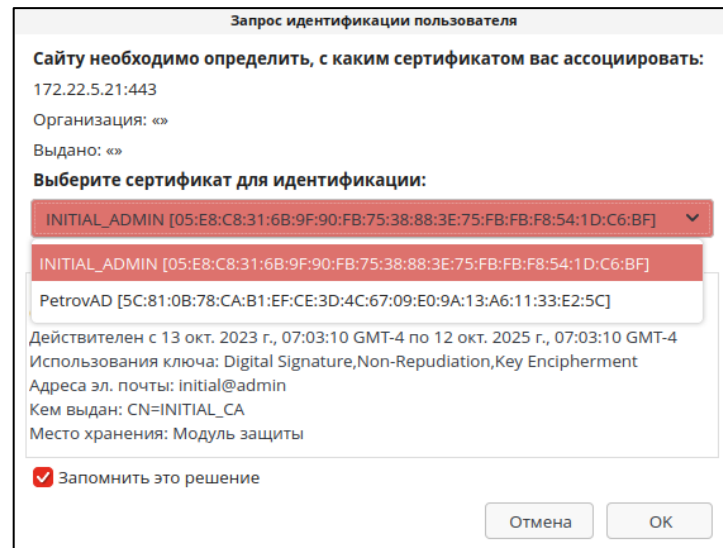 Запрос идентификации пользователя
Сайту необходимо определить, с каким сертификатом вас ассоциировать:
172.22.5.21:443
Организация: «»
Выдано: «»
Выберите сертификат для идентификации:
INITIAL_ADMIN [05:E8:C8:31:6B:9F:90:FB:75:38:88:3E:75:FB:FB:F8:54:1D:C6:BF]
INITIAL_ADMIN [05:E8:C8:31:6B:9F:90:FB:75:38:88:3E:75:FB:FB:F8:54:1D:C6:BF]
PetrovAD [5C:81:0B:78:CA:B1:EF:CE:3D:4C:67:09:E0:9A:13:A6:11:33:E2:5C]
Действителен с 13 окт. 2023 г., 07:03:10 GMT-4 по 12 окт. 2025 г., 07:03:10 GMT-4
Использования ключа: Digital Signature,Non-Repudiation,Key Encipherment
Адреса эл. почты: initial@admin
Кем выдан: CN=INITIAL_CA
Место хранения: Модуль защиты
Запомнить это решение
Отмена OK